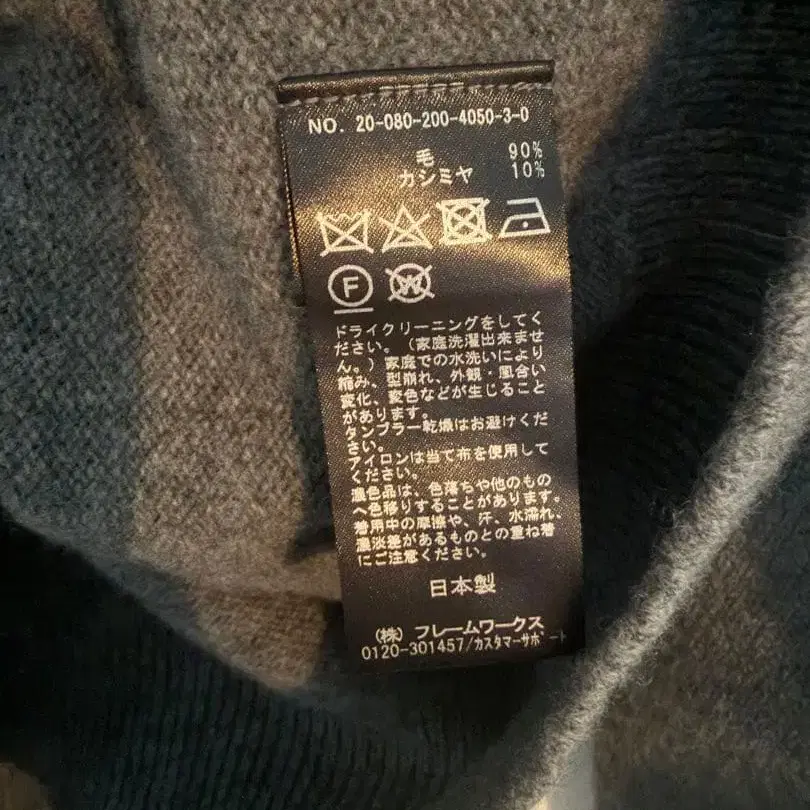 NO. 20-080-200-4050-3-0
毛 90%
カシミヤ 10%
F
W
ドライクリーニングをしてく
ださい。(家庭洗濯出来ませ
ん。)家庭での水洗いにより
縮み、型崩れ、外観・風合い
変化、変色などが生じること
があります。
タンブラー乾燥はお避けくだ
さい。
アイロンは当て布を使用して
ください。
濃色品は、色落ちや他のもの
へ色移りすることがあります。
着用中の摩擦や、汗、水濡れ、
濃淡差があるものとの重ね着
にご注意ください。
日本製
(株) フレームワークス
0120-301457/カスタマーサポート